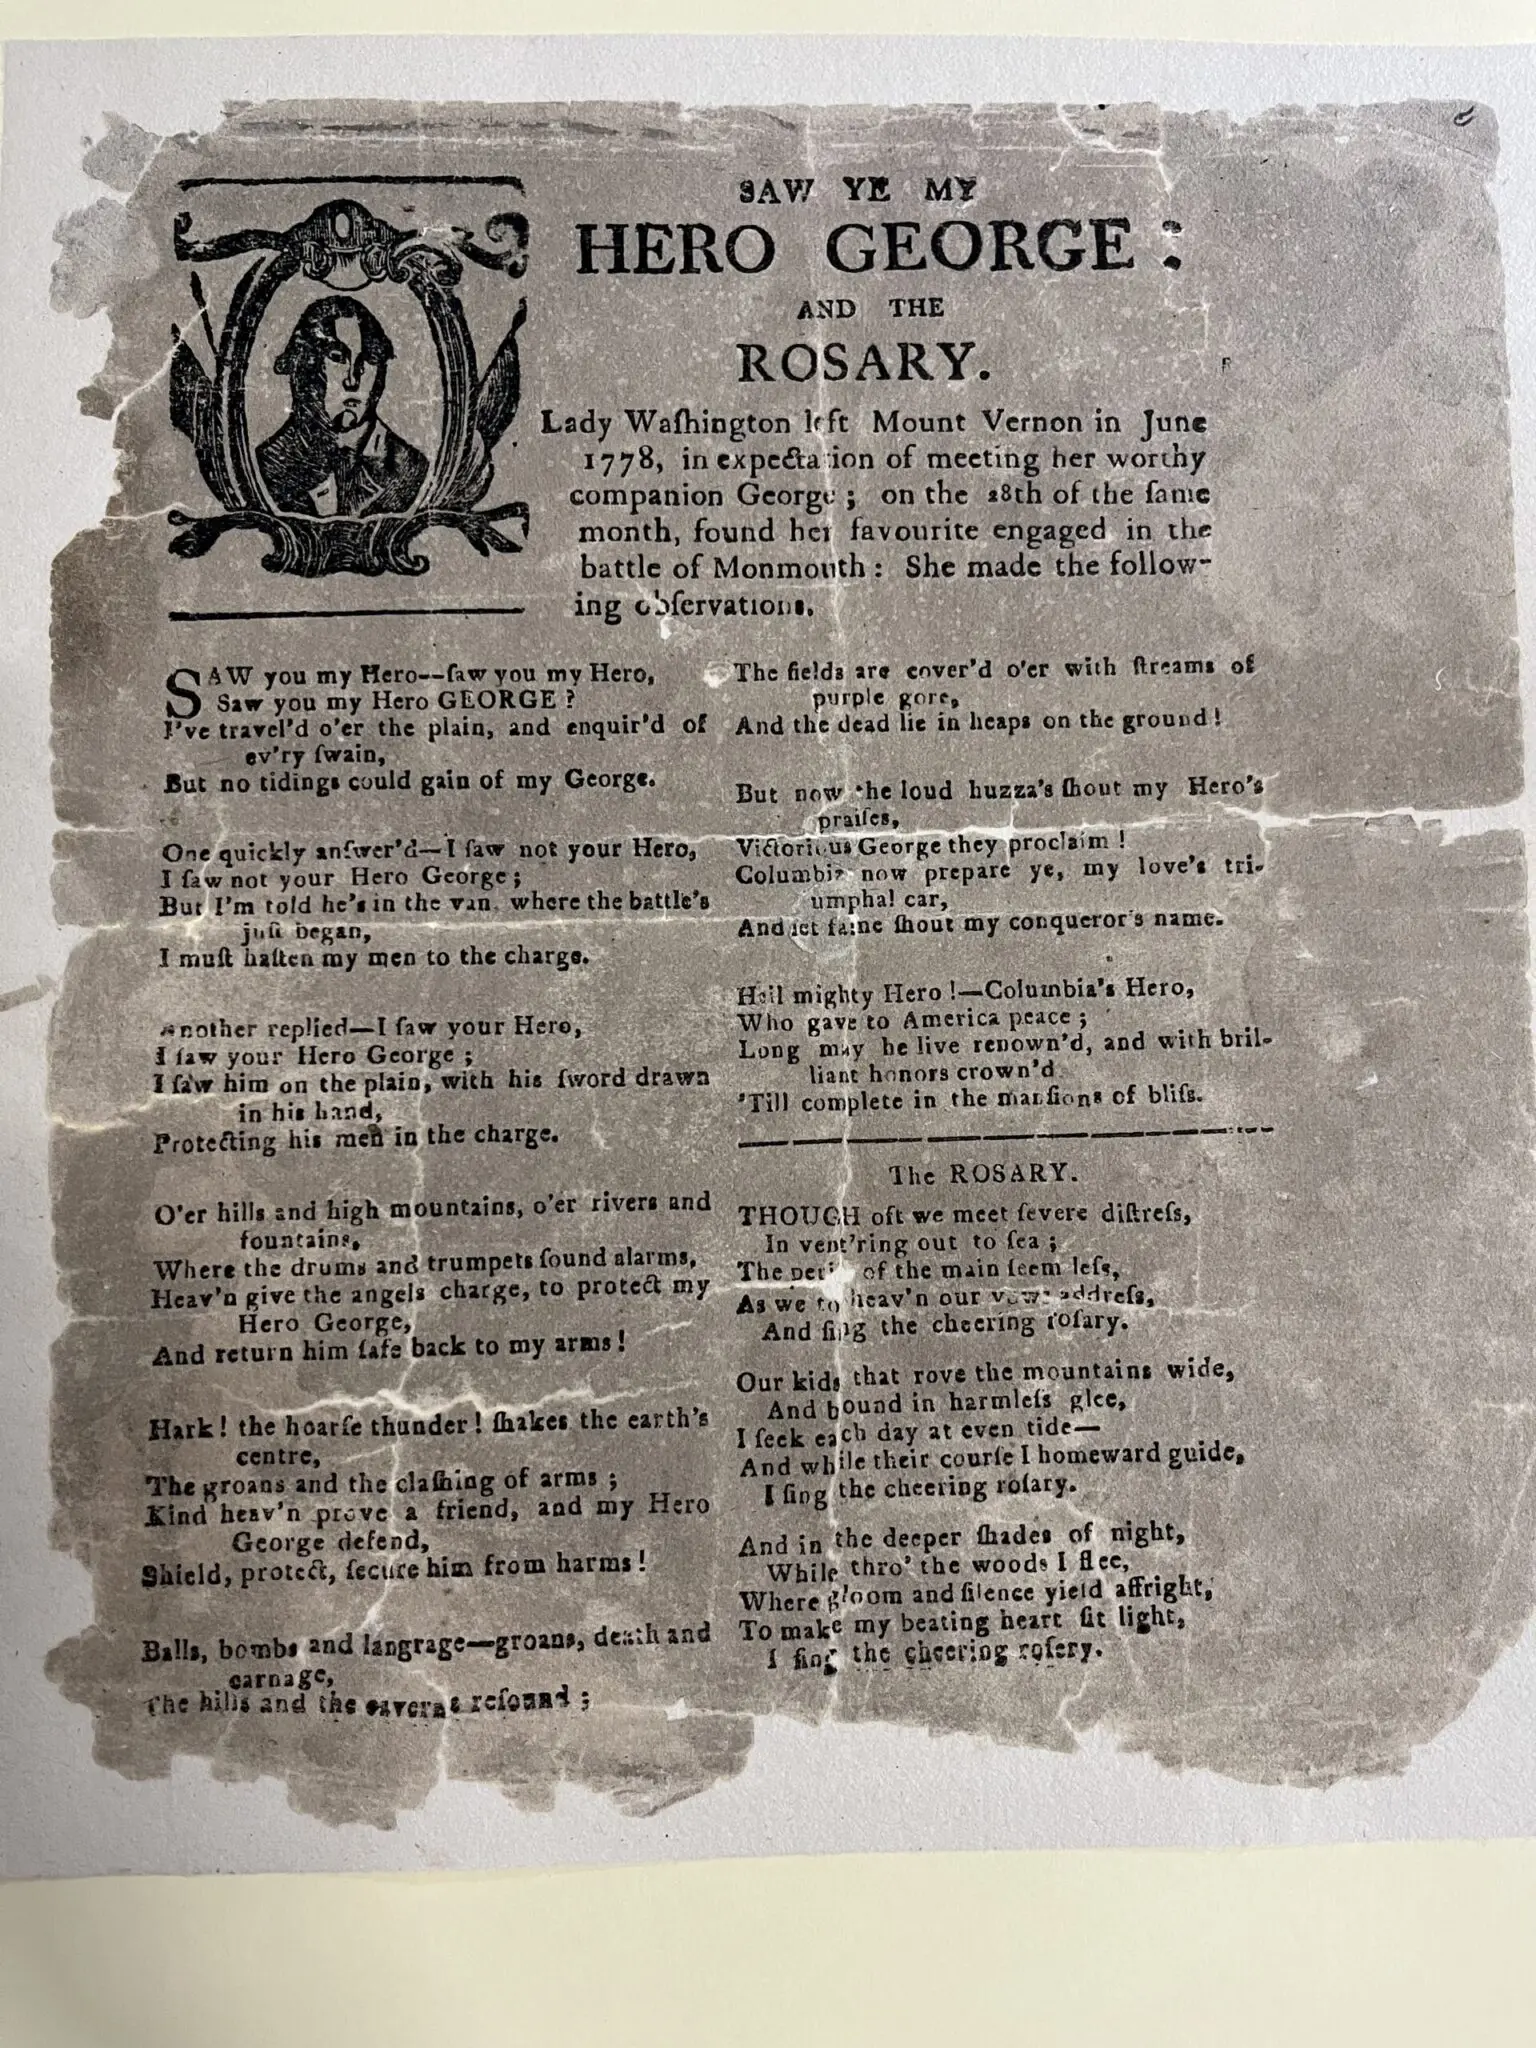 SAW YE MY
HERO GEORGE:
AND THE
ROSARY.
Lady Waſhington left Mount Vernon in June
1778, in expectation of meeting her worthy
companion George; on the 28th of the ſame
month, found her favourite engaged in the
battle of Monmouth: She made the follow-
ing obſervations.
SAW you my Hero--ſaw you my Hero,
Saw you my Hero GEORGE?
I've travel'd o'er the plain, and enquir'd of
ev'ry ſwain,
But no tidings could gain of my George.
One quickly anſwer'd—I ſaw not your Hero,
I ſaw not your Hero George;
But I'm told he's in the van, where the battle's
juſt began,
I muſt haſten my men to the charge.
Another replied—I ſaw your Hero,
I ſaw your Hero George;
I ſaw him on the plain, with his ſword drawn
in his hand,
Protecting his men in the charge.
O'er hills and high mountains, o'er rivers and
fountains,
Where the drums and trumpets ſound alarms,
Heav'n give the angels charge, to protect my
Hero George,
And return him ſafe back to my arms!
Hark! the hoarſe thunder! ſhakes the earth's
centre,
The groans and the claſhing of arms;
Kind heav'n prove a friend, and my Hero
George defend,
Shield, protect, ſecure him from harms!
Balls, bombs and langrage—groans, death and
carnage,
The hills and the caverns reſound;
The fields are cover'd o'er with ſtreams of
purple gore,
And the dead lie in heaps on the ground!
But now the loud huzza's ſhout my Hero's
praiſes,
Victorious George they proclaim!
Columbia now prepare ye, my love's tri-
umphal car,
And let fame ſhout my conqueror's name.
Hail mighty Hero!—Columbia's Hero,
Who gave to America peace;
Long may he live renown'd, and with bril-
liant honors crown'd
'Till complete in the manſions of bliſs.
The ROSARY.
THOUGH oft we meet ſevere diſtreſs,
In vent'ring out to ſea;
The of the main ſeem leſs,
As we to heav'n our vows addreſs,
And ſing the cheering roſary.
Our kids that rove the mountains wide,
And bound in harmleſs glee,
I ſeek each day at even tide—
And while their courſe I homeward guide,
I ſing the cheering roſary.
And in the deeper ſhades of night,
While thro' the woods I flee,
Where gloom and ſilence yield affright,
To make my beating heart ſit light,
I ſing the cheering roſery.